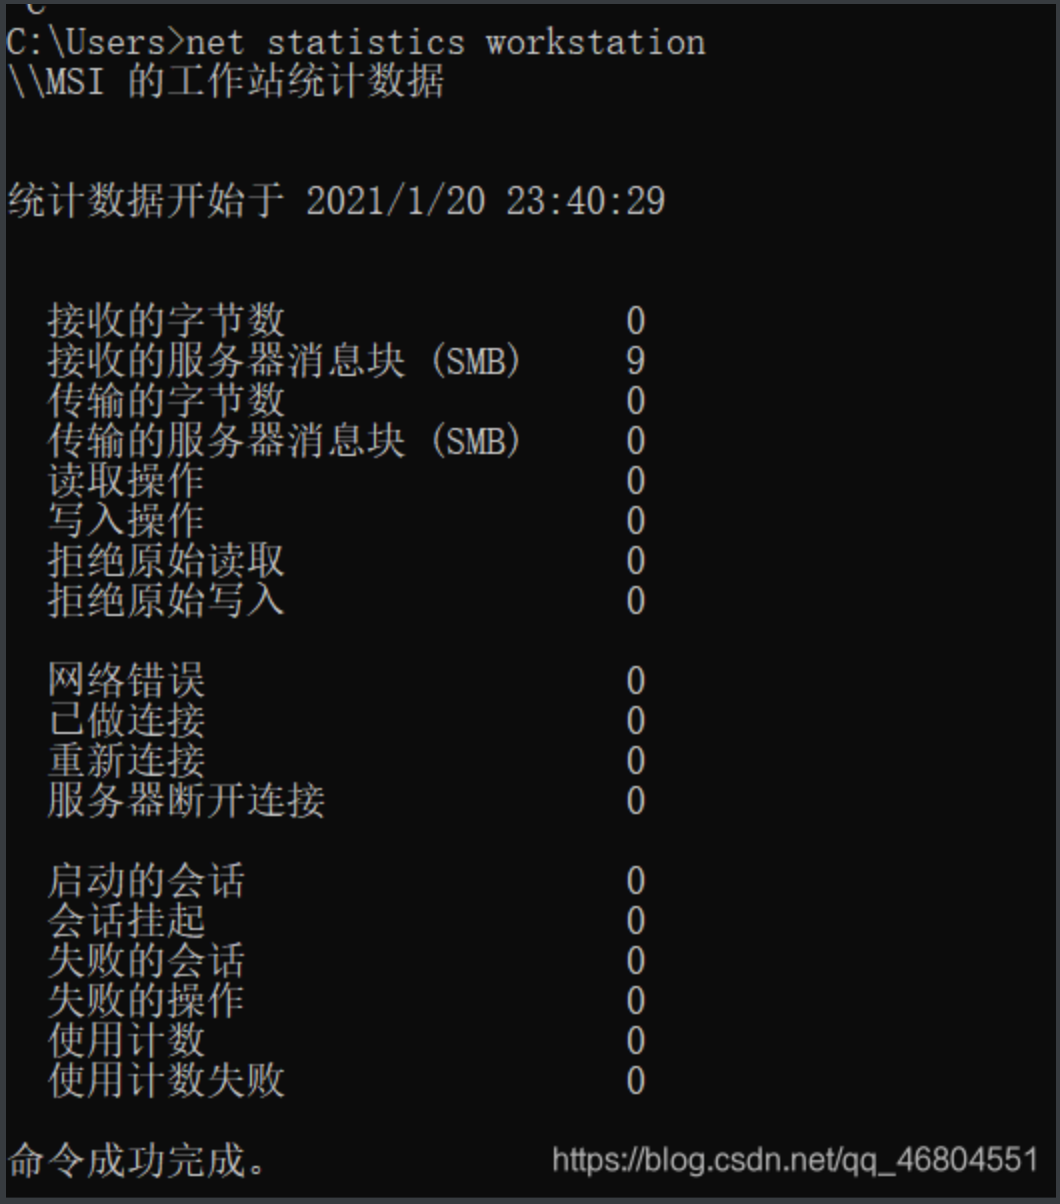 C:\Users>net statistics workstation
\\MSI 的工作站统计数据
统计数据开始于 2021/1/20 23:40:29
接收的字节数 0
接收的服务器消息块 (SMB) 9
传输的字节数 0
传输的服务器消息块 (SMB) 0
读取操作 0
写入操作 0
拒绝原始读取 0
拒绝原始写入 0
网络错误 0
已做连接 0
重新连接 0
服务器断开连接 0
启动的会话 0
会话挂起 0
失败的会话 0
失败的操作 0
使用计数 0
使用计数失败 0
命令成功完成。
https://blog.csdn.net/qq_46804551